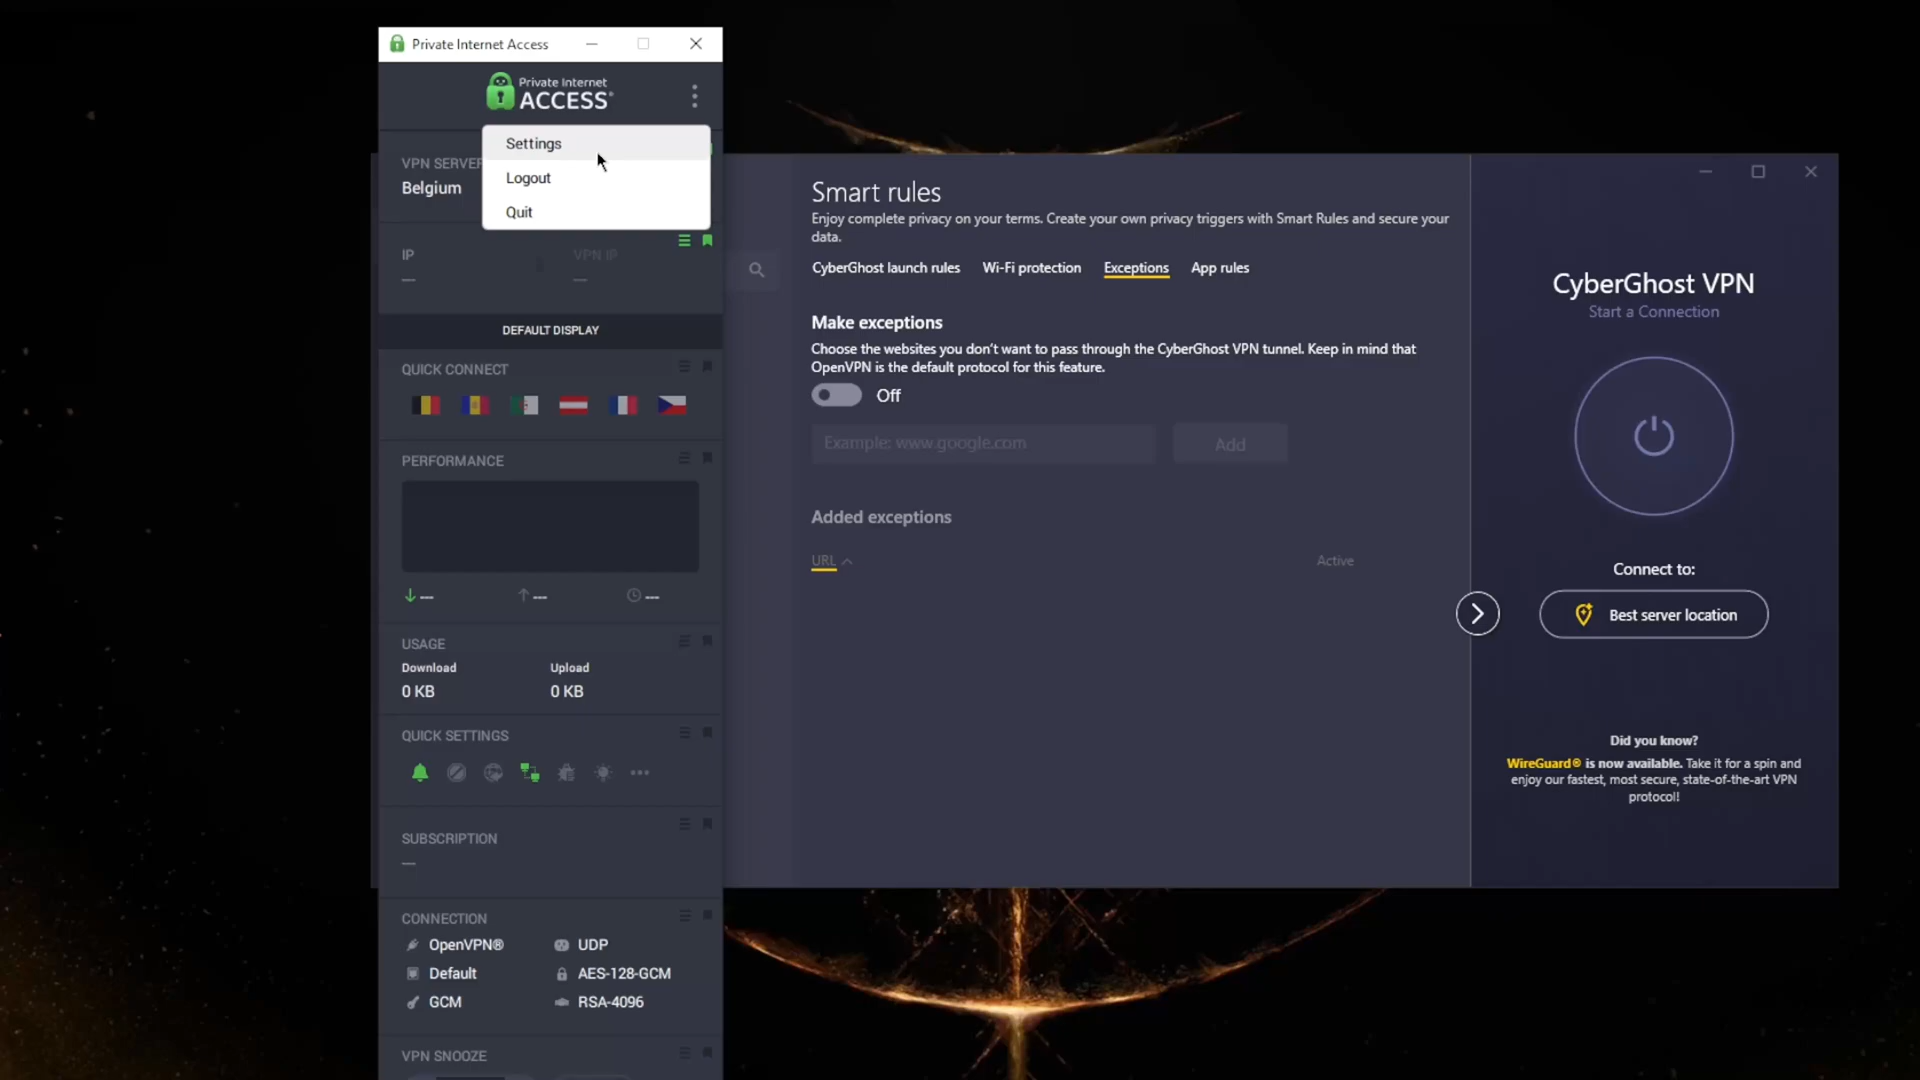 Private Internet Access
Private Internet
ACCESS®
Settings
Logout
Quit
VPN SERVER
Belgium
IP
VPN IP
—
—
DEFAULT DISPLAY
QUICK CONNECT
PERFORMANCE
---
---
---
USAGE
Download
Upload
0 KB
0 KB
QUICK SETTINGS
SUBSCRIPTION
—
CONNECTION
OpenVPN®
UDP
Default
AES-128-GCM
GCM
RSA-4096
VPN SNOOZE
Smart rules
Enjoy complete privacy on your terms. Create your own privacy triggers with Smart Rules and secure your
data.
CyberGhost launch rules
Wi-Fi protection
Exceptions
App rules
Make exceptions
Choose the websites you don't want to pass through the CyberGhost VPN tunnel. Keep in mind that
OpenVPN is the default protocol for this feature.
Off
Example: www.google.com
Add
Added exceptions
URL
Active
CyberGhost VPN
Start a Connection
Connect to:
Best server location
Did you know?
WireGuard® is now available. Take it for a spin and
enjoy our fastest, most secure, state-of-the-art VPN
protocol!